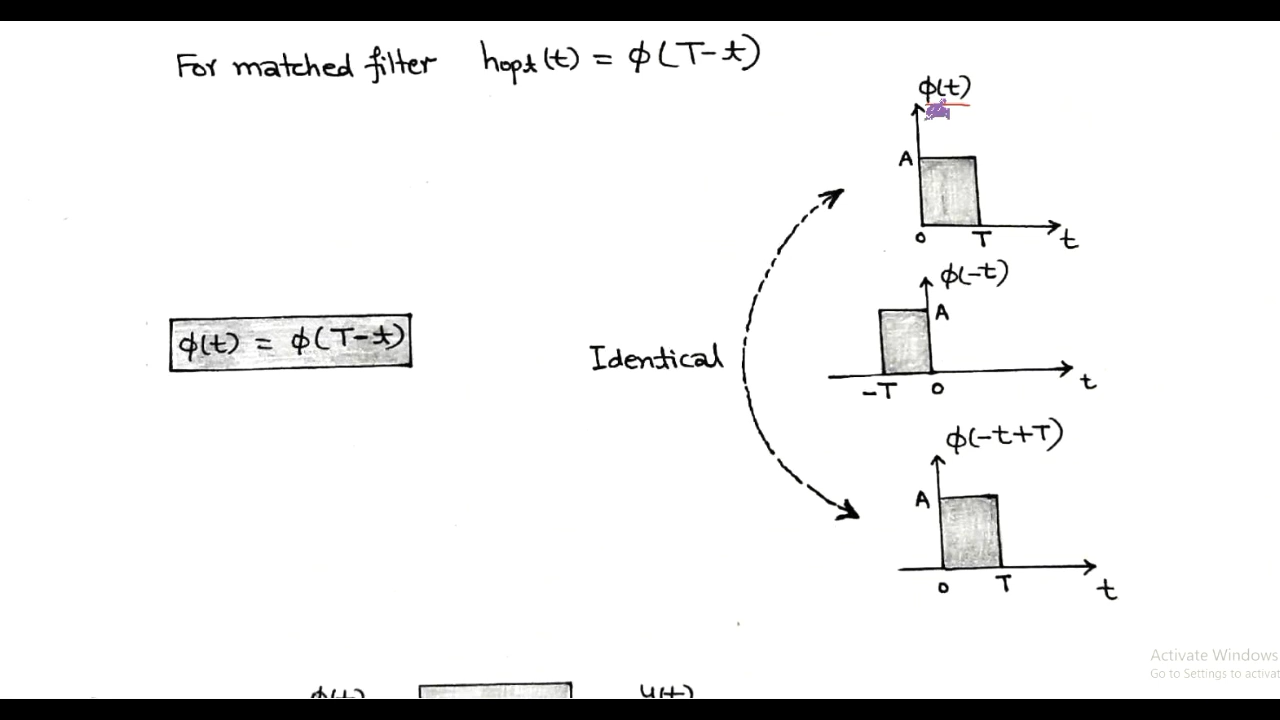 For matched filter hopt(t) = ϕ(T-t)
ϕ(t)
A
0 T t
ϕ(-t)
A
-T 0 t
ϕ(t) = ϕ(T-t)
Identical
ϕ(-t+T)
A
0 T t
ϕ(t) y(t)
Activate Windows
Go to Settings to activat